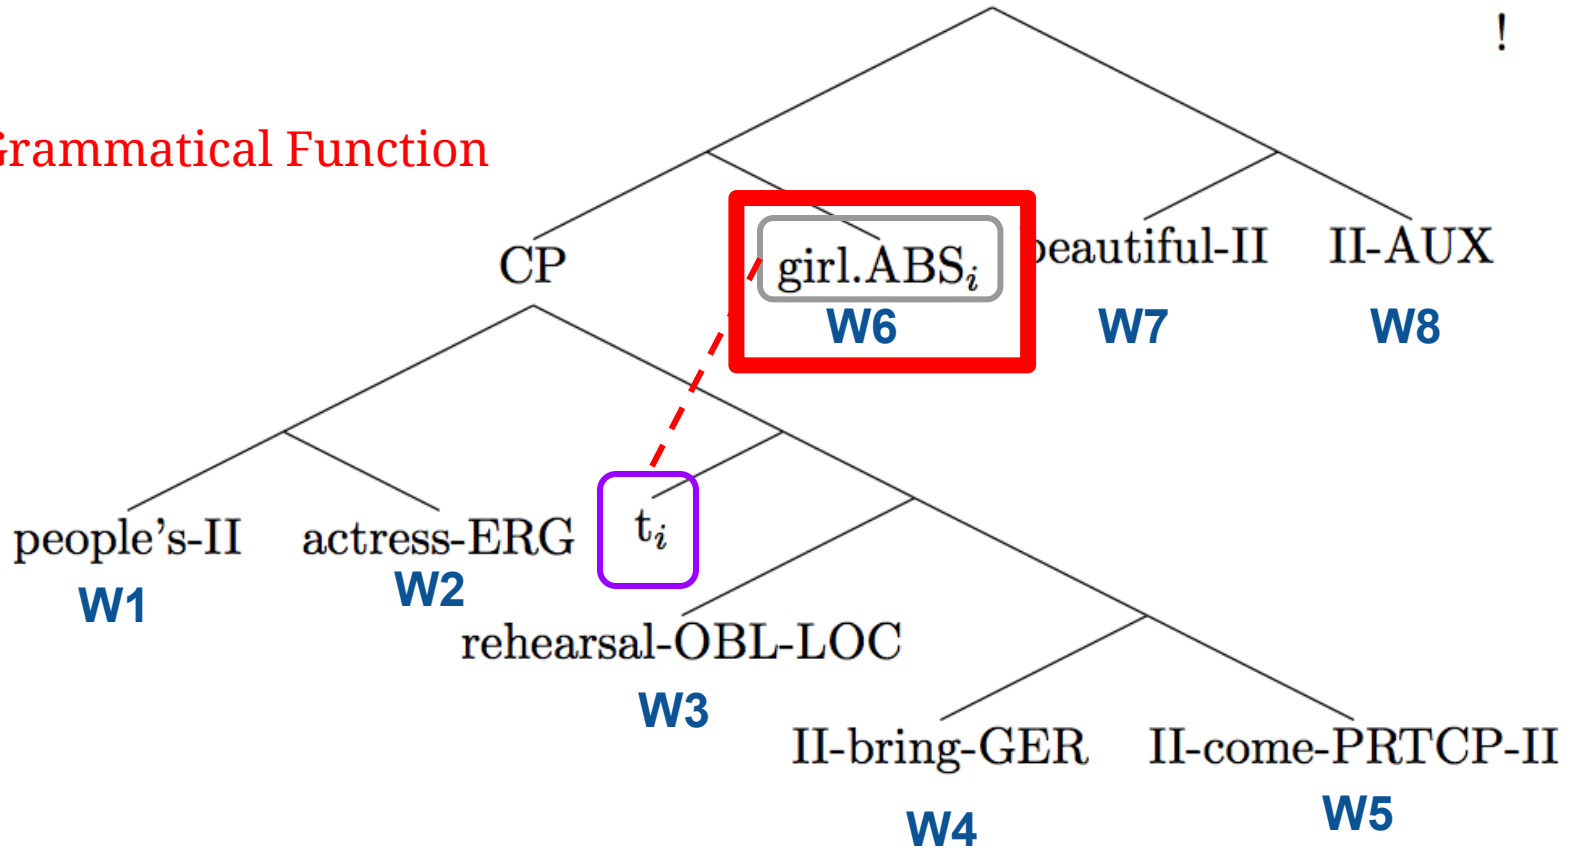 !
Grammatical Function
CP girl.ABSi beautiful-II II-AUX
W6 W7 W8
people's-II actress-ERG ti
W1 W2
rehearsal-OBL-LOC
W3
II-bring-GER II-come-PRTCP-II
W4 W5